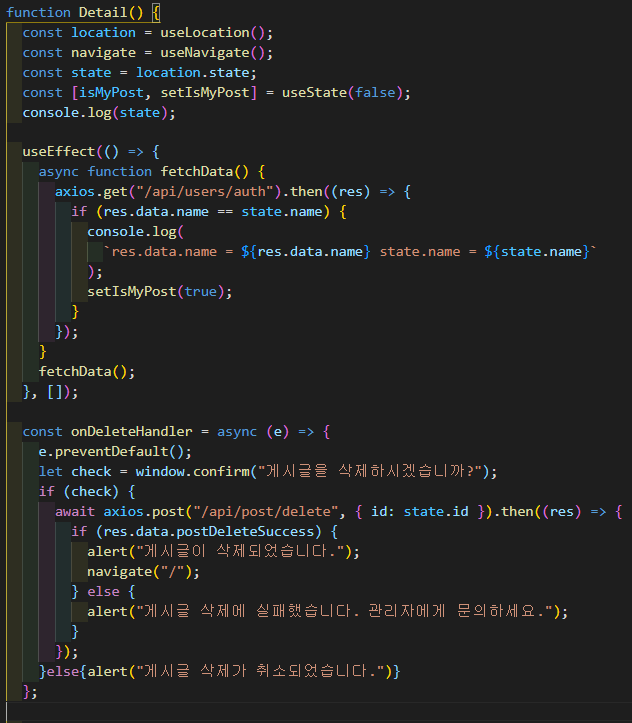 function Detail() {
const location = useLocation();
const navigate = useNavigate();
const state = location.state;
const [isMyPost, setIsMyPost] = useState(false);
console.log(state);
useEffect(() => {
async function fetchData() {
axios.get("/api/users/auth").then((res) => {
if (res.data.name == state.name) {
console.log(
`res.data.name = ${res.data.name} state.name = ${state.name}`
);
setIsMyPost(true);
}
});
}
fetchData();
}, []);
const onDeleteHandler = async (e) => {
e.preventDefault();
let check = window.confirm("게시글을 삭제하시겠습니까?");
if (check) {
await axios.post("/api/post/delete", { id: state.id }).then((res) => {
if (res.data.postDeleteSuccess) {
alert("게시글이 삭제되었습니다.");
navigate("/");
} else {
alert("게시글 삭제에 실패했습니다. 관리자에게 문의하세요.");
}
});
}else{alert("게시글 삭제가 취소되었습니다.")}
};